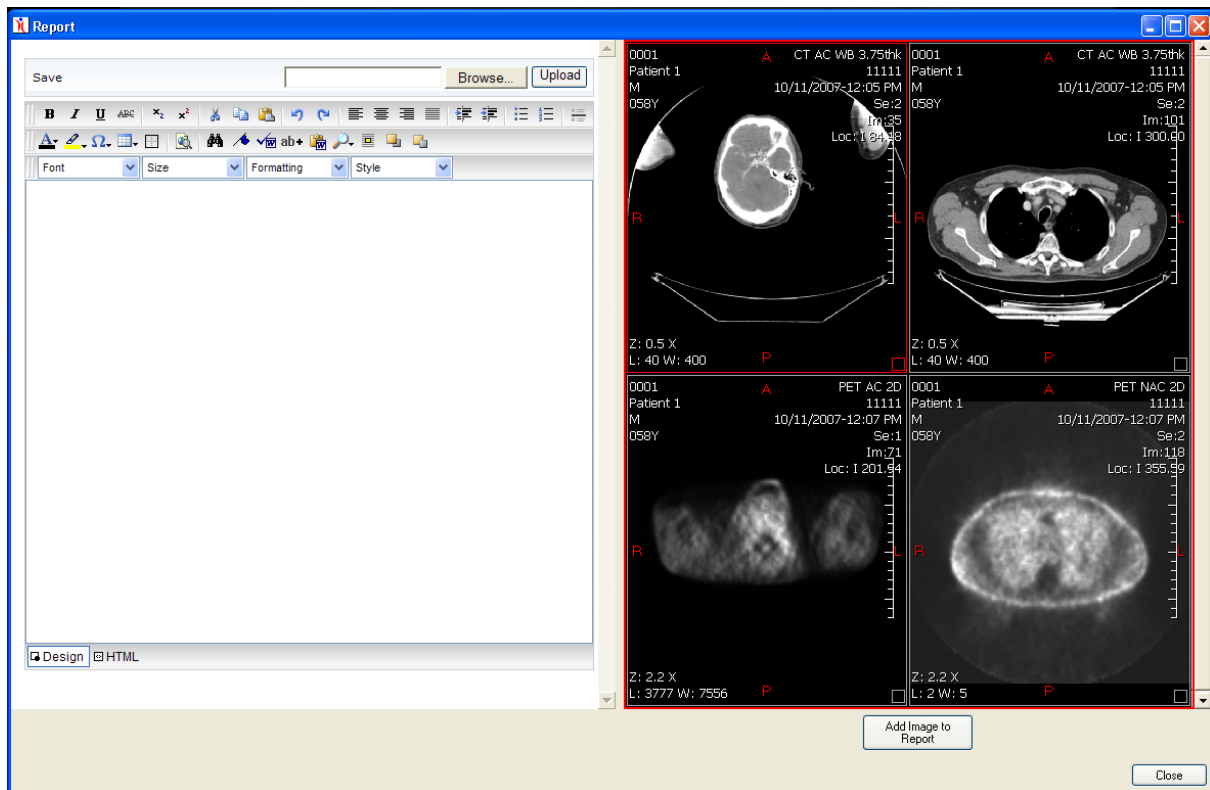 Report
Save
Browse...
Upload
B I U ABC x₂ x²
A Ω ab+
Font Size Formatting Style
Design HTML
0001 A CT AC WB 3.75thk
Patient 1 11111
M 10/11/2007-12:05 PM
058Y Se:2
Im:35
Loc: I 84.18
R
Z: 0.5 X
L: 40 W: 400 P
0001 A CT AC WB 3.75thk
Patient 1 11111
M 10/11/2007-12:05 PM
058Y Se:2
Im:101
Loc: I 300.60
R L
Z: 0.5 X
L: 40 W: 400 P
0001 PET AC 2D
A
Patient 1 11111
M 10/11/2007-12:07 PM
058Y Se:1
Im:71
Loc: I 201.94
R L
Z: 2.2 X
L: 3777 W: 7556 P
0001 PET NAC 2D
A
Patient 1 11111
M 10/11/2007-12:07 PM
058Y Se:2
Im:118
Loc: I 355.59
R L
Z: 2.2 X
L: 2 W: 5 P
Add Image to
Report
Close